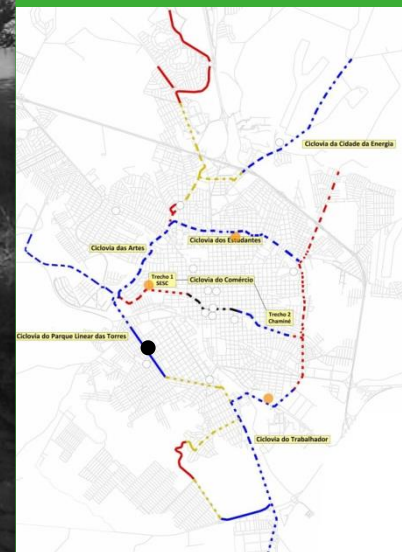 Ciclovia da Cidade da Energia
Ciclovia dos Estudantes
Ciclovia das Artes
Trecho 1
SESC
Ciclovia do Comércio
Trecho 2
Chaminé
Ciclovia do Parque Linear das Torres
Ciclovia do Trabalhador